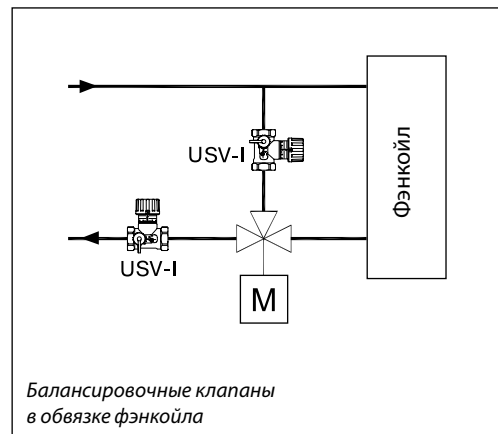 USV-I
Фэнкойл
USV-I
M
Балансировочные клапаны
в обвязке фэнкойла